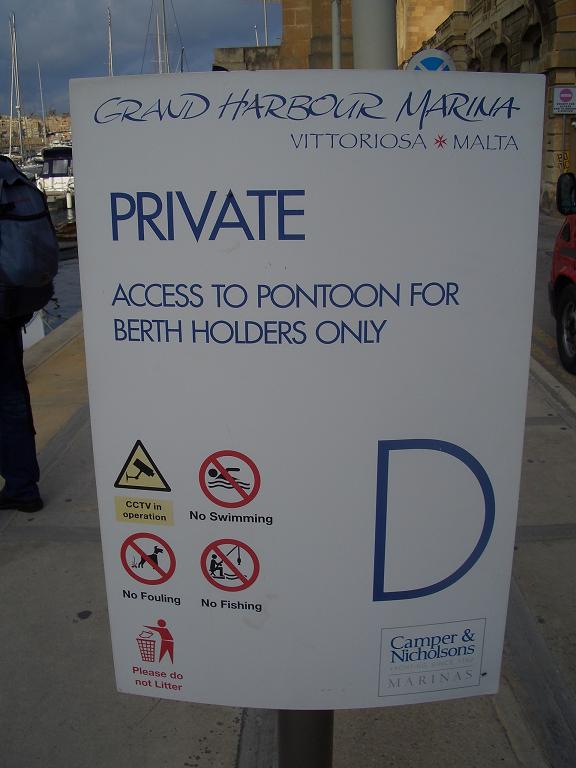 GRAND HARBOUR MARINA
VITTORIOSA MALTA
PRIVATE
ACCESS TO PONTOON FOR
BERTH HOLDERS ONLY
CCTV in
operation
No Swimming
No Fouling
No Fishing
Please do
not Litter
D
Camper &
Nicholsons
MARINAS